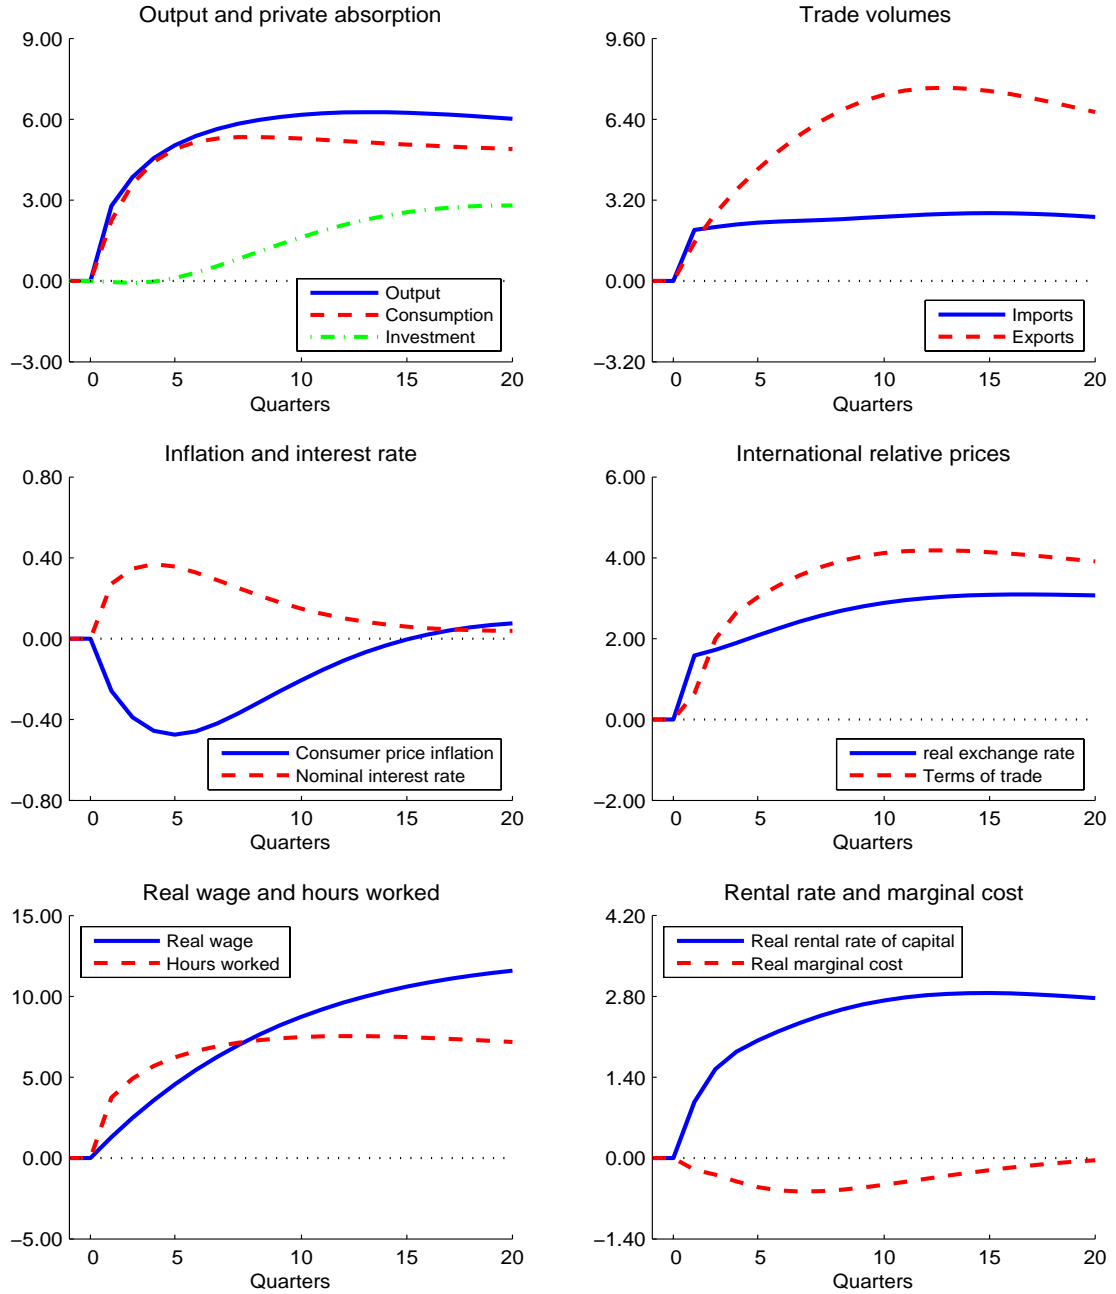 Output and private absorption
9.00
6.00
3.00
0.00
−3.00
Output
Consumption
Investment
0 5 10 15 20
Quarters
Trade volumes
9.60
6.40
3.20
0.00
−3.20
Imports
Exports
0 5 10 15 20
Quarters
Inflation and interest rate
0.80
0.40
0.00
−0.40
−0.80
Consumer price inflation
Nominal interest rate
0 5 10 15 20
Quarters
International relative prices
6.00
4.00
2.00
0.00
−2.00
real exchange rate
Terms of trade
0 5 10 15 20
Quarters
Real wage and hours worked
15.00
10.00
5.00
0.00
−5.00
Real wage
Hours worked
0 5 10 15 20
Quarters
Rental rate and marginal cost
4.20
2.80
1.40
0.00
−1.40
Real rental rate of capital
Real marginal cost
0 5 10 15 20
Quarters